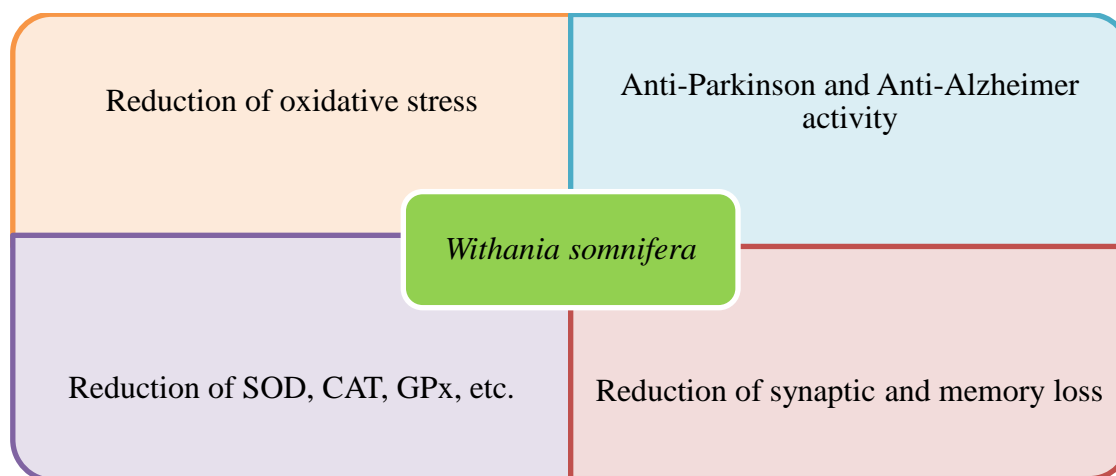 Reduction of oxidative stress
Anti-Parkinson and Anti-Alzheimer
activity
Withania somnifera
Reduction of SOD, CAT, GPx, etc.
Reduction of synaptic and memory loss